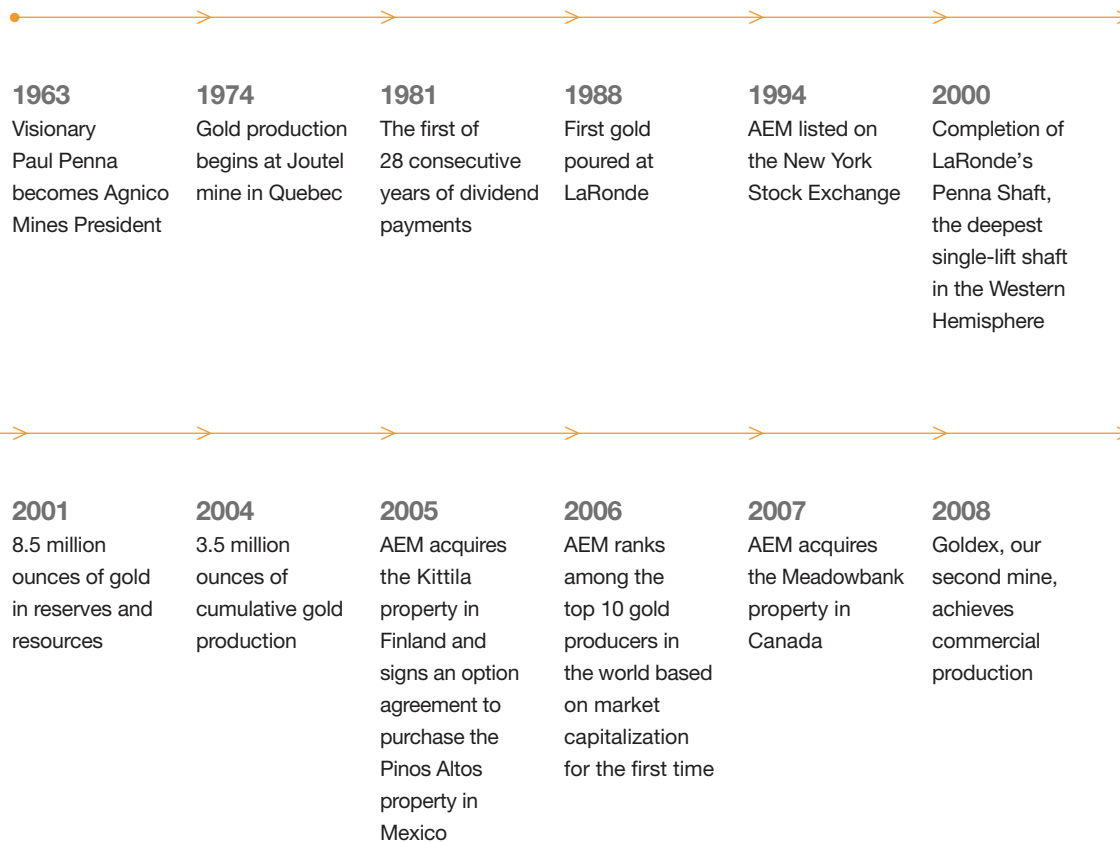 1963
Visionary
Paul Penna
becomes Agnico
Mines President
1974
Gold production
begins at Joutel
mine in Quebec
1981
The first of
28 consecutive
years of dividend
payments
1988
First gold
poured at
LaRonde
1994
AEM listed on
the New York
Stock Exchange
2000
Completion of
LaRonde’s
Penna Shaft,
the deepest
single-lift shaft
in the Western
Hemisphere
2001
8.5 million
ounces of gold
in reserves and
resources
2004
3.5 million
ounces of
cumulative gold
production
2005
AEM acquires
the Kittila
property in
Finland and
signs an option
agreement to
purchase the
Pinos Altos
property in
Mexico
2006
AEM ranks
among the
top 10 gold
producers in
the world based
on market
capitalization
for the first time
2007
AEM acquires
the Meadowbank
property in
Canada
2008
Goldex, our
second mine,
achieves
commercial
production